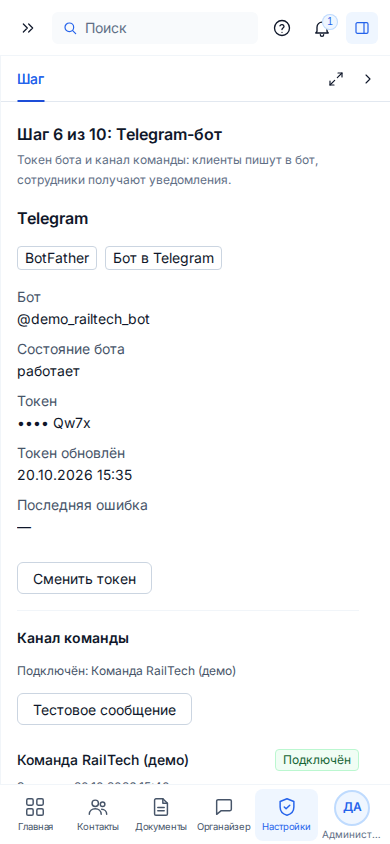 Поиск
1
Шаг
Шаг 6 из 10: Telegram-бот
Токен бота и канал команды: клиенты пишут в бот,
сотрудники получают уведомления.
Telegram
BotFather
Бот в Telegram
Бот
@demo_railtech_bot
Состояние бота
работает
Токен
•••• Qw7x
Токен обновлён
20.10.2026 15:35
Последняя ошибка
—
Сменить токен
Канал команды
Подключён: Команда RailTech (демо)
Тестовое сообщение
Команда RailTech (демо)
Подключён
Главная
Контакты
Документы
Органайзер
Настройки
ДА
Админист...